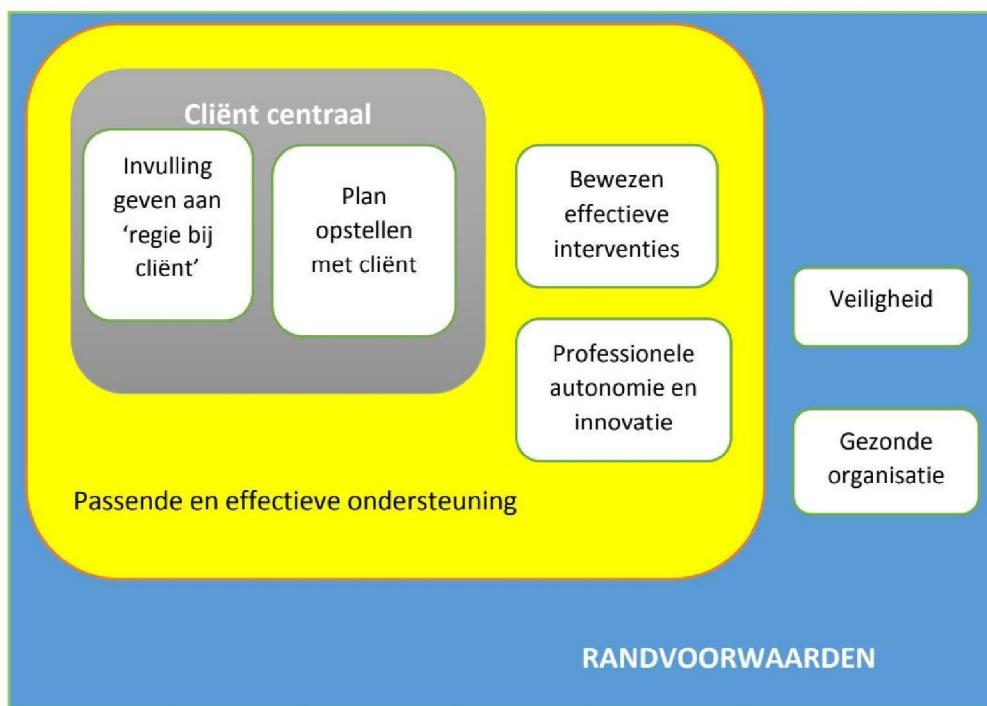 Cliënt centraal
Invulling
geven aan
‘regie bij
cliënt’
Plan
opstellen
met cliënt
Bewezen
effectieve
interventies
Professionele
autonomie en
innovatie
Passende en effectieve ondersteuning
Veiligheid
Gezonde
organisatie
RANDVOORWAARDEN